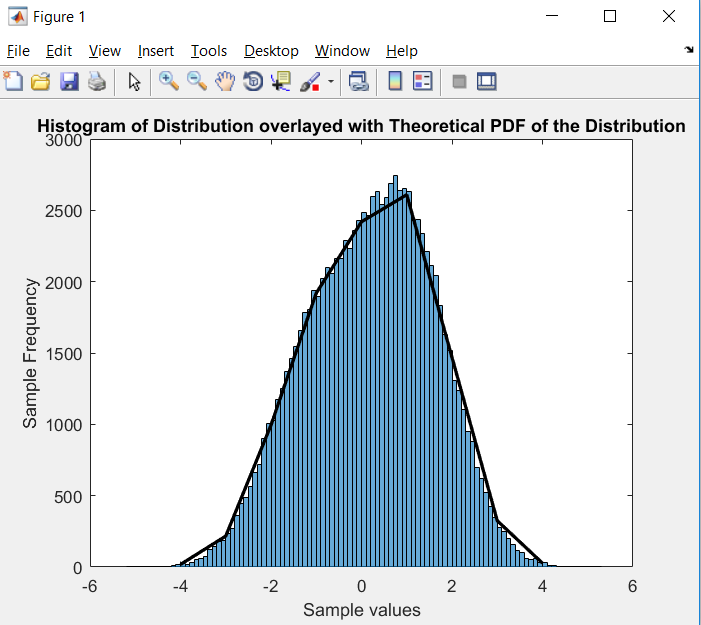 Figure 1
File Edit View Insert Tools Desktop Window Help
Histogram of Distribution overlayed with Theoretical PDF of the Distribution
3000
2500
2000
1500
1000
500
0
Sample Frequency
-6 -4 -2 0 2 4 6
Sample values